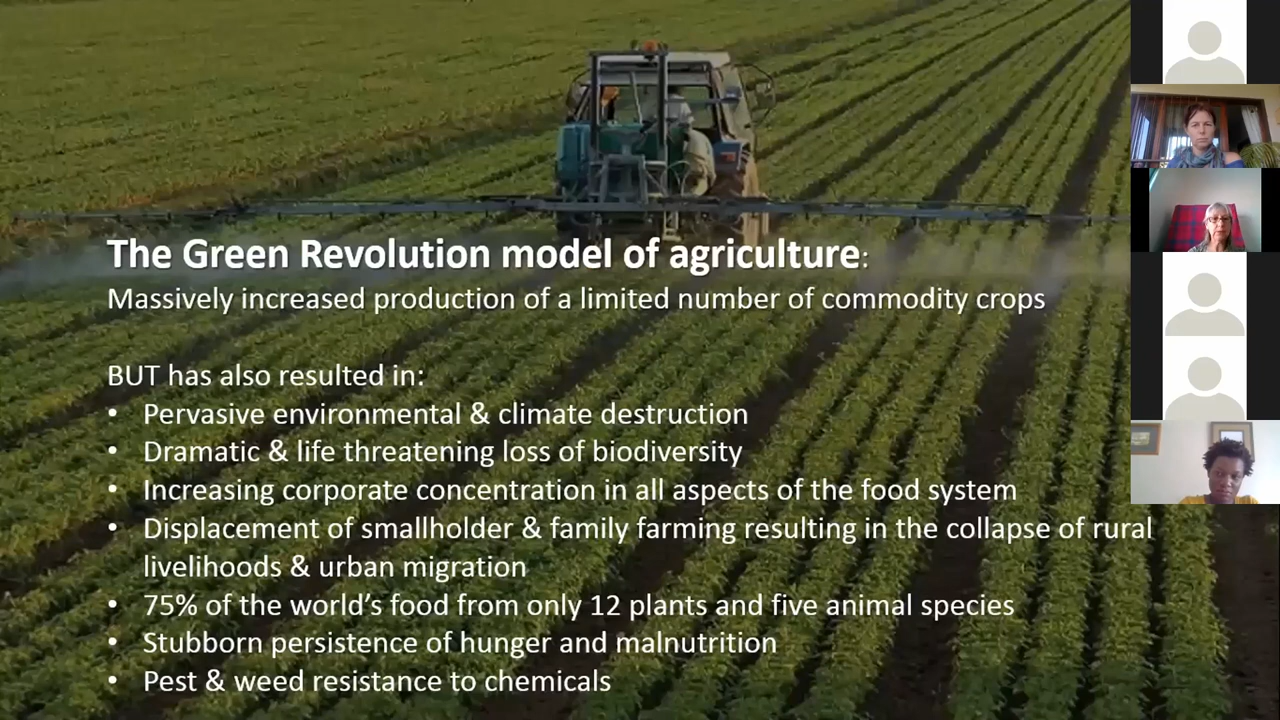 The Green Revolution model of agriculture:
Massively increased production of a limited number of commodity crops
BUT has also resulted in:
• Pervasive environmental & climate destruction
• Dramatic & life threatening loss of biodiversity
• Increasing corporate concentration in all aspects of the food system
• Displacement of smallholder & family farming resulting in the collapse of rural
livelihoods & urban migration
• 75% of the world's food from only 12 plants and five animal species
• Stubborn persistence of hunger and malnutrition
• Pest & weed resistance to chemicals